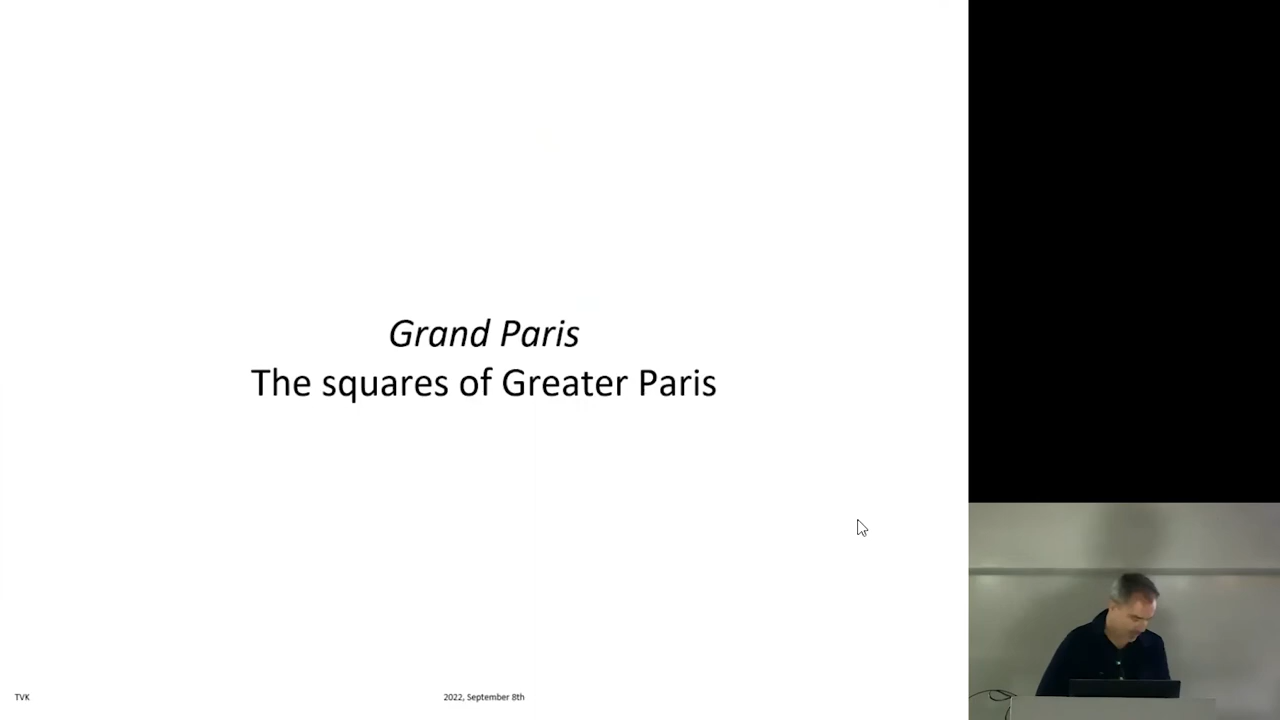 Grand Paris
The squares of Greater Paris
TVK
2022, September 8th